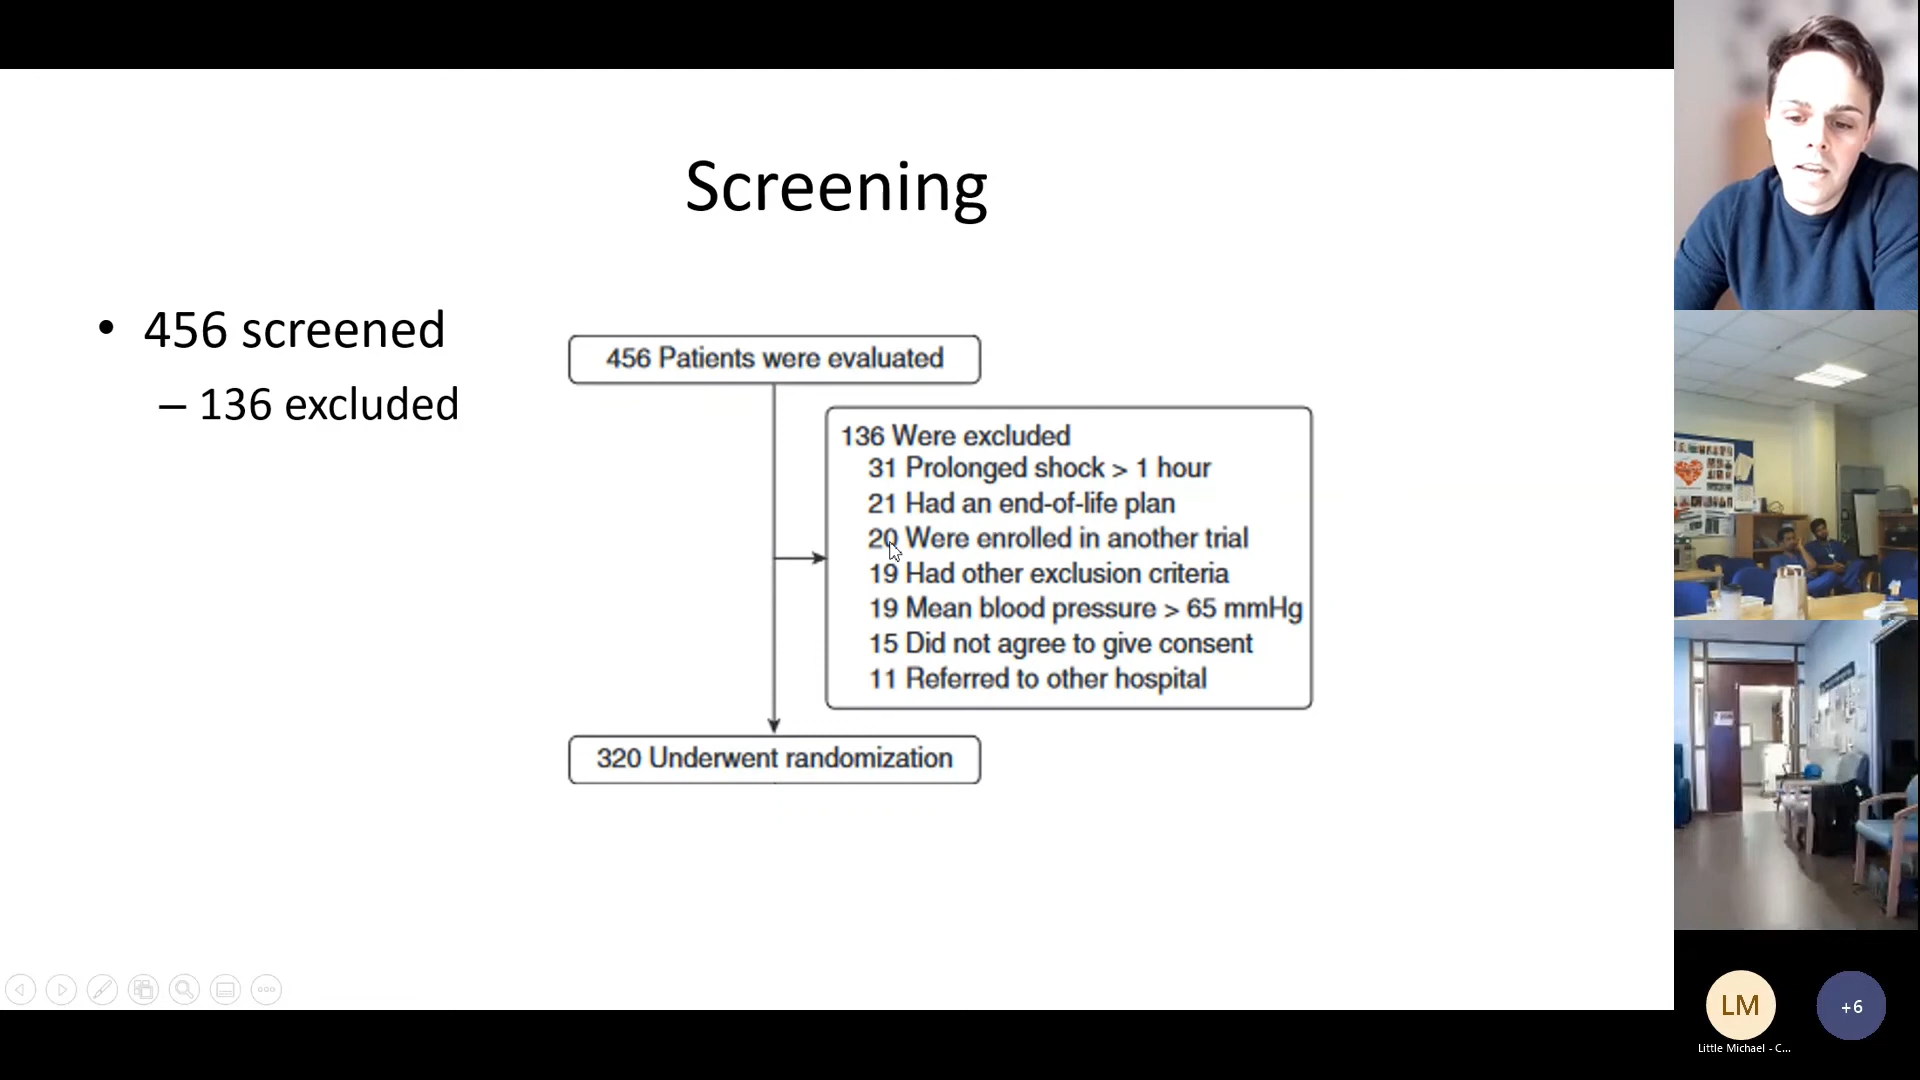 Screening
• 456 screened
– 136 excluded
456 Patients were evaluated
136 Were excluded
31 Prolonged shock > 1 hour
21 Had an end-of-life plan
20 Were enrolled in another trial
19 Had other exclusion criteria
19 Mean blood pressure > 65 mmHg
15 Did not agree to give consent
11 Referred to other hospital
320 Underwent randomization
LM
+6
Little Michael - C...